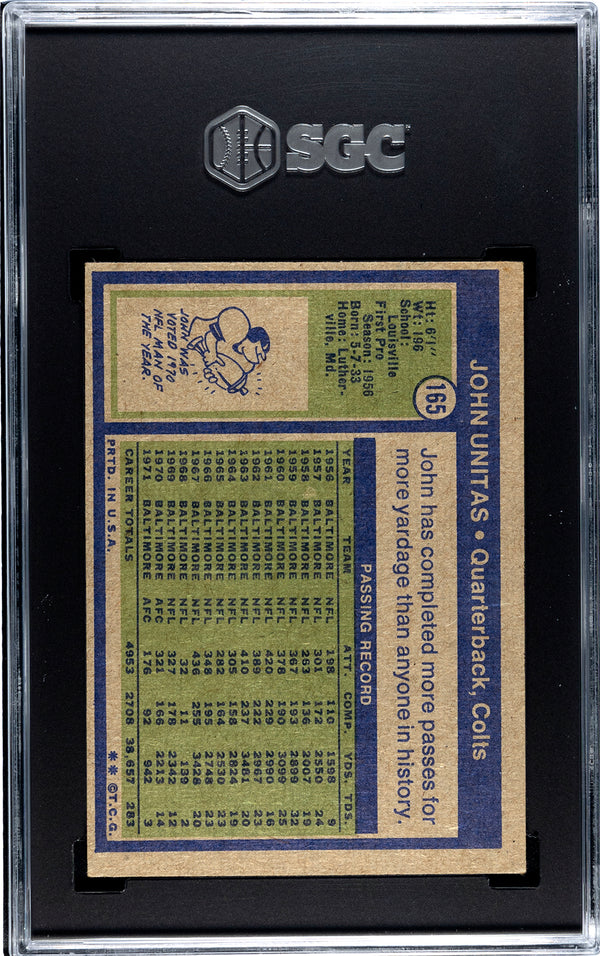 SGC
JOHN UNITAS • Quarterback, Colts
165
Ht: 6'1"
Wt: 196
School:
Louisville
First Pro
Season: 1956
Born: 5-7-33
Home: Luther-
ville, Md.
JOHN WAS
VOTED 1970
NFL MAN OF
THE YEAR.
John has completed more passes for
more yardage than anyone in history.
PASSING RECORD
YEAR TEAM ATT. COMP. YDS. TDS.
1956 BALTIMORE NFL 198 110 1598 9
1957 BALTIMORE NFL 301 172 2550 24
1958 BALTIMORE NFL 263 136 2007 19
1959 BALTIMORE NFL 367 193 2899 32
1960 BALTIMORE NFL 378 190 3099 25
1961 BALTIMORE NFL 420 229 2990 16
1962 BALTIMORE NFL 389 222 2967 23
1963 BALTIMORE NFL 410 237 3481 20
1964 BALTIMORE NFL 305 158 2824 19
1965 BALTIMORE NFL 282 164 2530 23
1966 BALTIMORE NFL 348 195 2748 22
1967 BALTIMORE NFL 436 255 3428 20
1968 BALTIMORE NFL 32 11 139 2
1969 BALTIMORE NFL 327 178 2342 12
1970 BALTIMORE AFC 321 166 2213 14
1971 BALTIMORE AFC 176 92 942 3
CAREER TOTALS 4953 2708 38,657 283
PRTD. IN U.S.A. ** ©T.C.G.